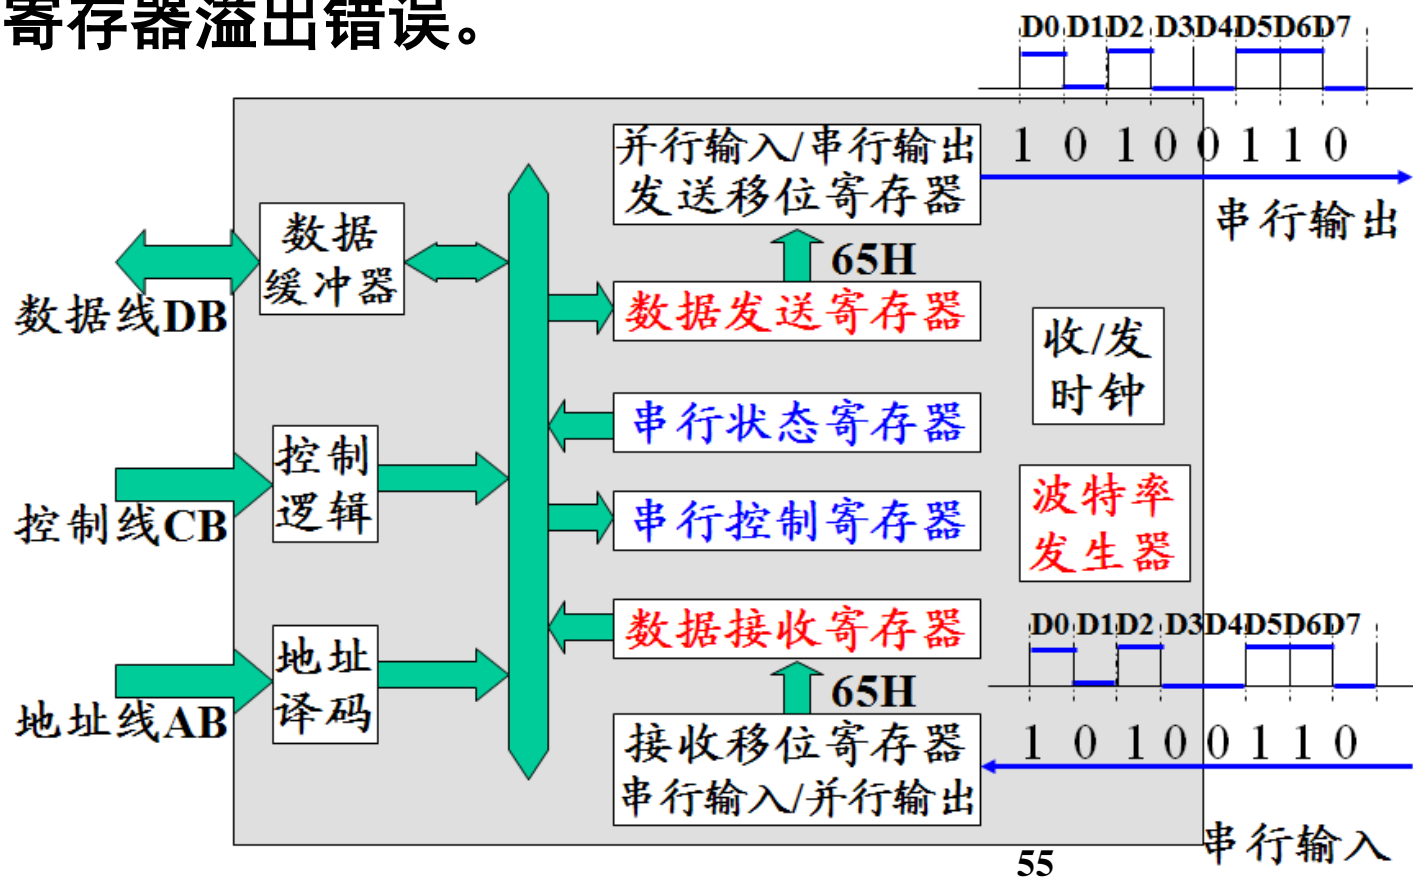 寄存器溢出错误。
D0 D1 D2 D3 D4 D5 D6 D7
1 0 1 0 0 1 1 0
串行输出
并行输入/串行输出
发送移位寄存器
65H
数据发送寄存器
数据
缓冲器
数据线DB
收/发
时钟
串行状态寄存器
控制
逻辑
控制线CB
串行控制寄存器
波特率
发生器
数据接收寄存器
地址
译码
地址线AB
65H
接收移位寄存器
串行输入/并行输出
D0 D1 D2 D3 D4 D5 D6 D7
1 0 1 0 0 1 1 0
串行输入
55